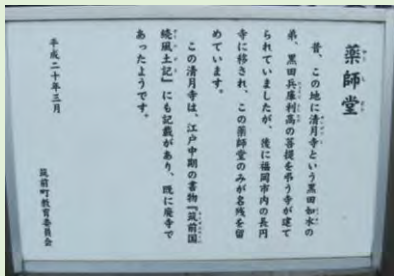 薬師堂
昔、この地に清月寺という黒田如水の
弟、黒田兵庫利高の菩提を弔う寺が建て
られていましたが、後に福岡市内の長円
寺に移され、この薬師堂のみが名残を留
めています。
この清月寺は、江戸中期の書物『筑前国
続風土記』にも記載があり、既に廃寺で
あったようです。
平成二十年三月
筑前町教育委員会